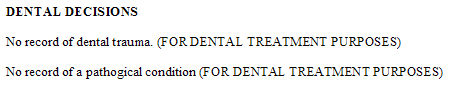 DENTAL DECISIONS
No record of dental trauma. (FOR DENTAL TREATMENT PURPOSES)
No record of a pathogical condition (FOR DENTAL TREATMENT PURPOSES)